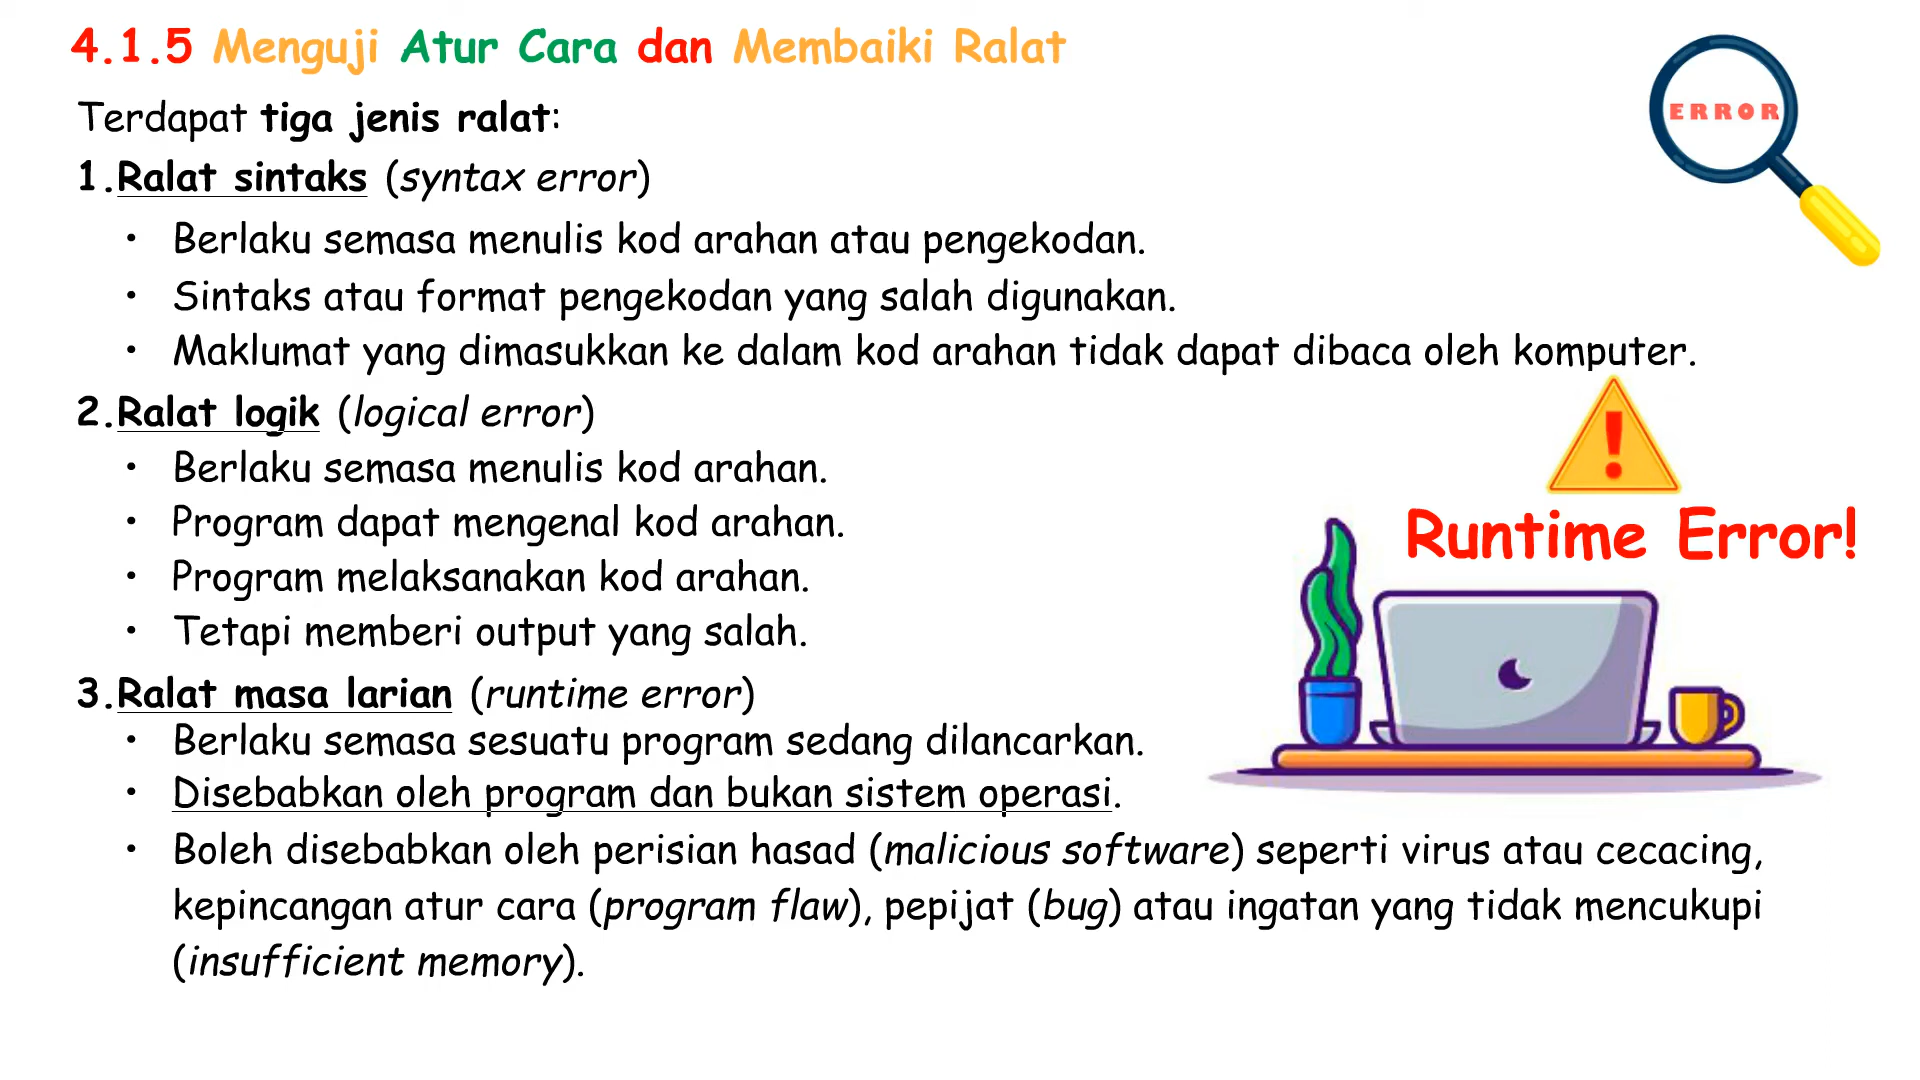 4.1.5 Menguji Atur Cara dan Membaiki Ralat
ERROR
Terdapat tiga jenis ralat:
1.Ralat sintaks (syntax error)
• Berlaku semasa menulis kod arahan atau pengekodan.
• Sintaks atau format pengekodan yang salah digunakan.
• Maklumat yang dimasukkan ke dalam kod arahan tidak dapat dibaca oleh komputer.
2.Ralat logik (logical error)
• Berlaku semasa menulis kod arahan.
• Program dapat mengenal kod arahan.
• Program melaksanakan kod arahan.
• Tetapi memberi output yang salah.
!
Runtime Error!
3.Ralat masa larian (runtime error)
• Berlaku semasa sesuatu program sedang dilancarkan.
• Disebabkan oleh program dan bukan sistem operasi.
• Boleh disebabkan oleh perisian hasad (malicious software) seperti virus atau cecacing,
kepincangan atur cara (program flaw), pepijat (bug) atau ingatan yang tidak mencukupi
(insufficient memory).